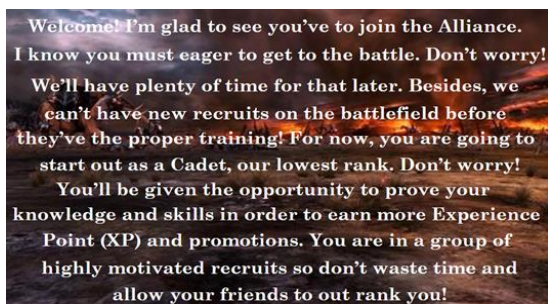 Welcome! I'm glad to see you've to join the Alliance.
I know you must eager to get to the battle. Don't worry!
We'll have plenty of time for that later. Besides, we
can't have new recruits on the battlefield before
they've the proper training! For now, you are going to
start out as a Cadet, our lowest rank. Don't worry!
You'll be given the opportunity to prove your
knowledge and skills in order to earn more Experience
Point (XP) and promotions. You are in a group of
highly motivated recruits so don't waste time and
allow your friends to out rank you!